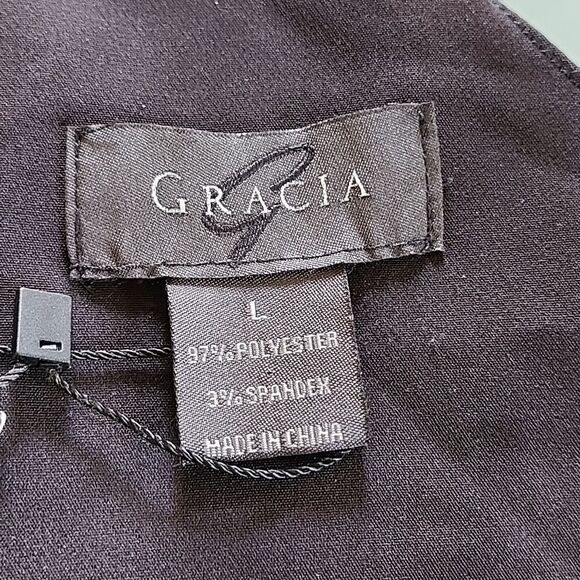 GRACIA
L
97% POLYESTER
3% SPANDEX
MADE IN CHINA